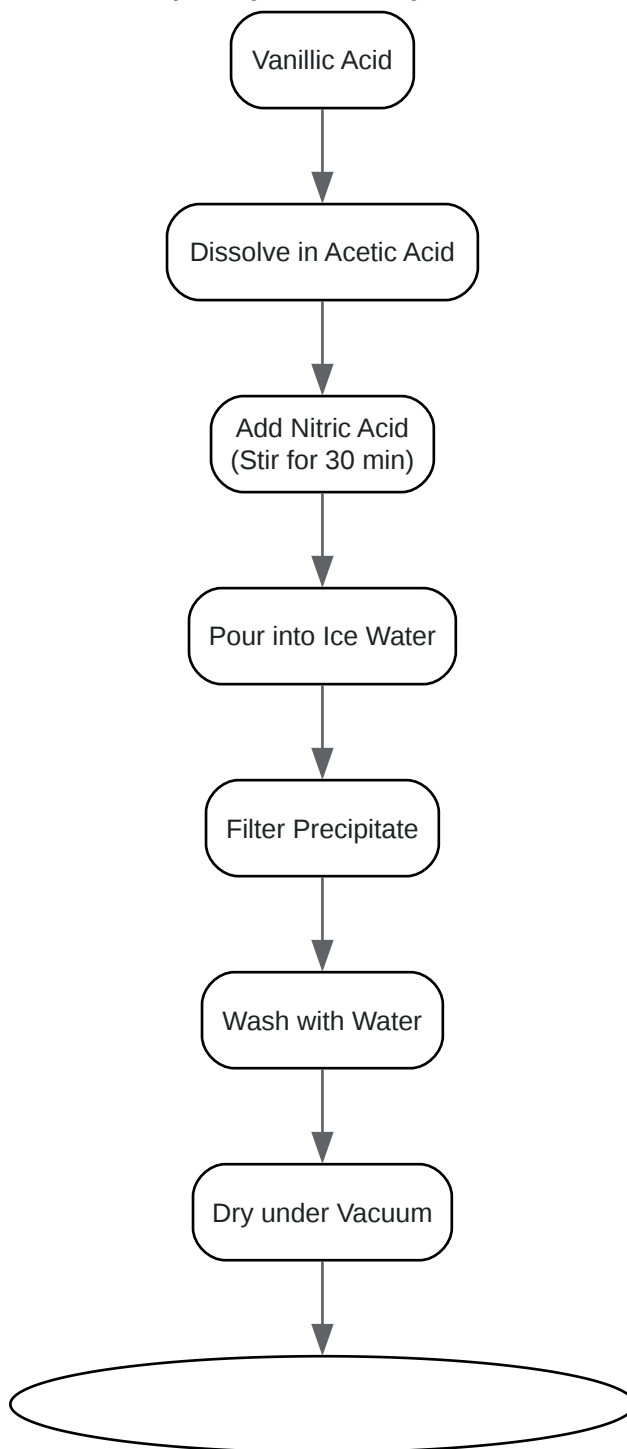 Vanillic Acid
Dissolve in Acetic Acid
Add Nitric Acid
(Stir for 30 min)
Pour into Ice Water
Filter Precipitate
Wash with Water
Dry under Vacuum